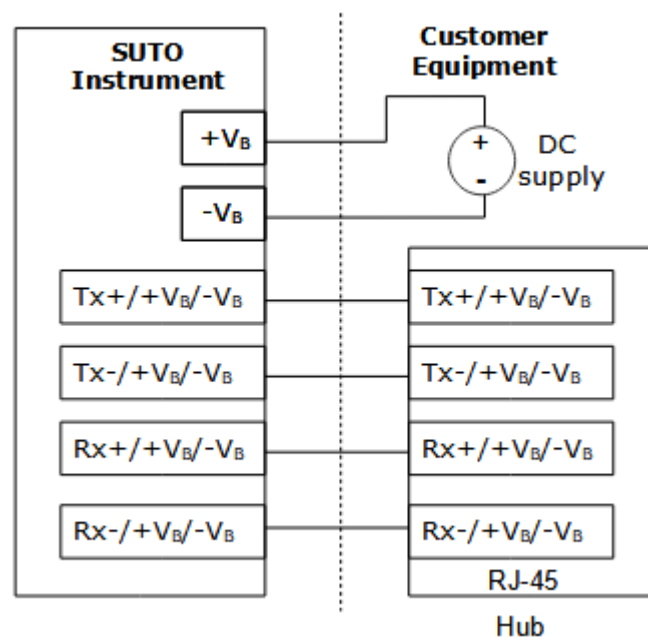 SUTO
Instrument
Customer
Equipment
+VB
+
-
DC
supply
-VB
Tx+/+VB/-VB
Tx+/+VB/-VB
Tx-/+VB/-VB
Tx-/+VB/-VB
Rx+/+VB/-VB
Rx+/+VB/-VB
Rx-/+VB/-VB
Rx-/+VB/-VB
RJ-45
Hub